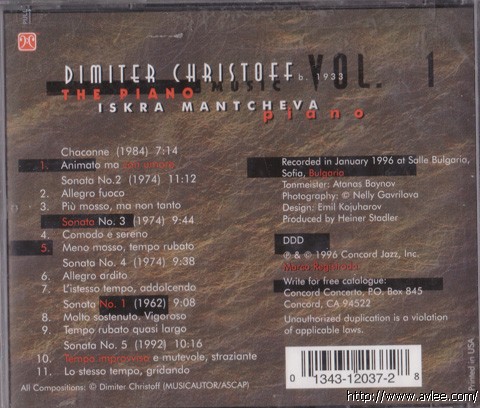 DIMITER CHRISTOFF b. 1933 VOL. 1
THE PIANO MUSIC
ISKRA MANTCHEVA
piano
Chaconne (1984) 7:14
1. Animato ma con amore
Sonata No.2 (1974) 11:12
2. Allegro fuoco
3. Più mosso, ma non tanto
Sonata No. 3 (1974) 9:44
4. Comodo e sereno
5. Meno mosso, tempo rubato
Sonata No. 4 (1974) 9:38
6. Allegro ardito
7. L'istesso tempo, addolcendo
Sonata No. 1 (1962) 9:08
8. Molto sostenuto. Vigoroso
9. Tempo rubato quasi largo
Sonata No. 5 (1992) 10:16
10. Tempo improvviso e mutevole, straziante
11. Lo stesso tempo, gridando
All Compositions: © Dimiter Christoff (MUSICAUTOR/ASCAP)
Recorded in January 1996 at Salle Bulgaria,
Sofia, Bulgaria
Tonmeister: Atanas Baynov
Photography: © Nelly Gavrilova
Design: Emil Kojuharov
Produced by Heiner Stadler
DDD
℗ & © 1996 Concord Jazz, Inc.
Marca Registrada
Write for free catalogue:
Concord Concerto, P.O. Box 845
Concord, CA 94522
Unauthorized duplication is a violation
of applicable laws.
0 1343-12037-2 8
Printed in USA
http://www.avlee.com/